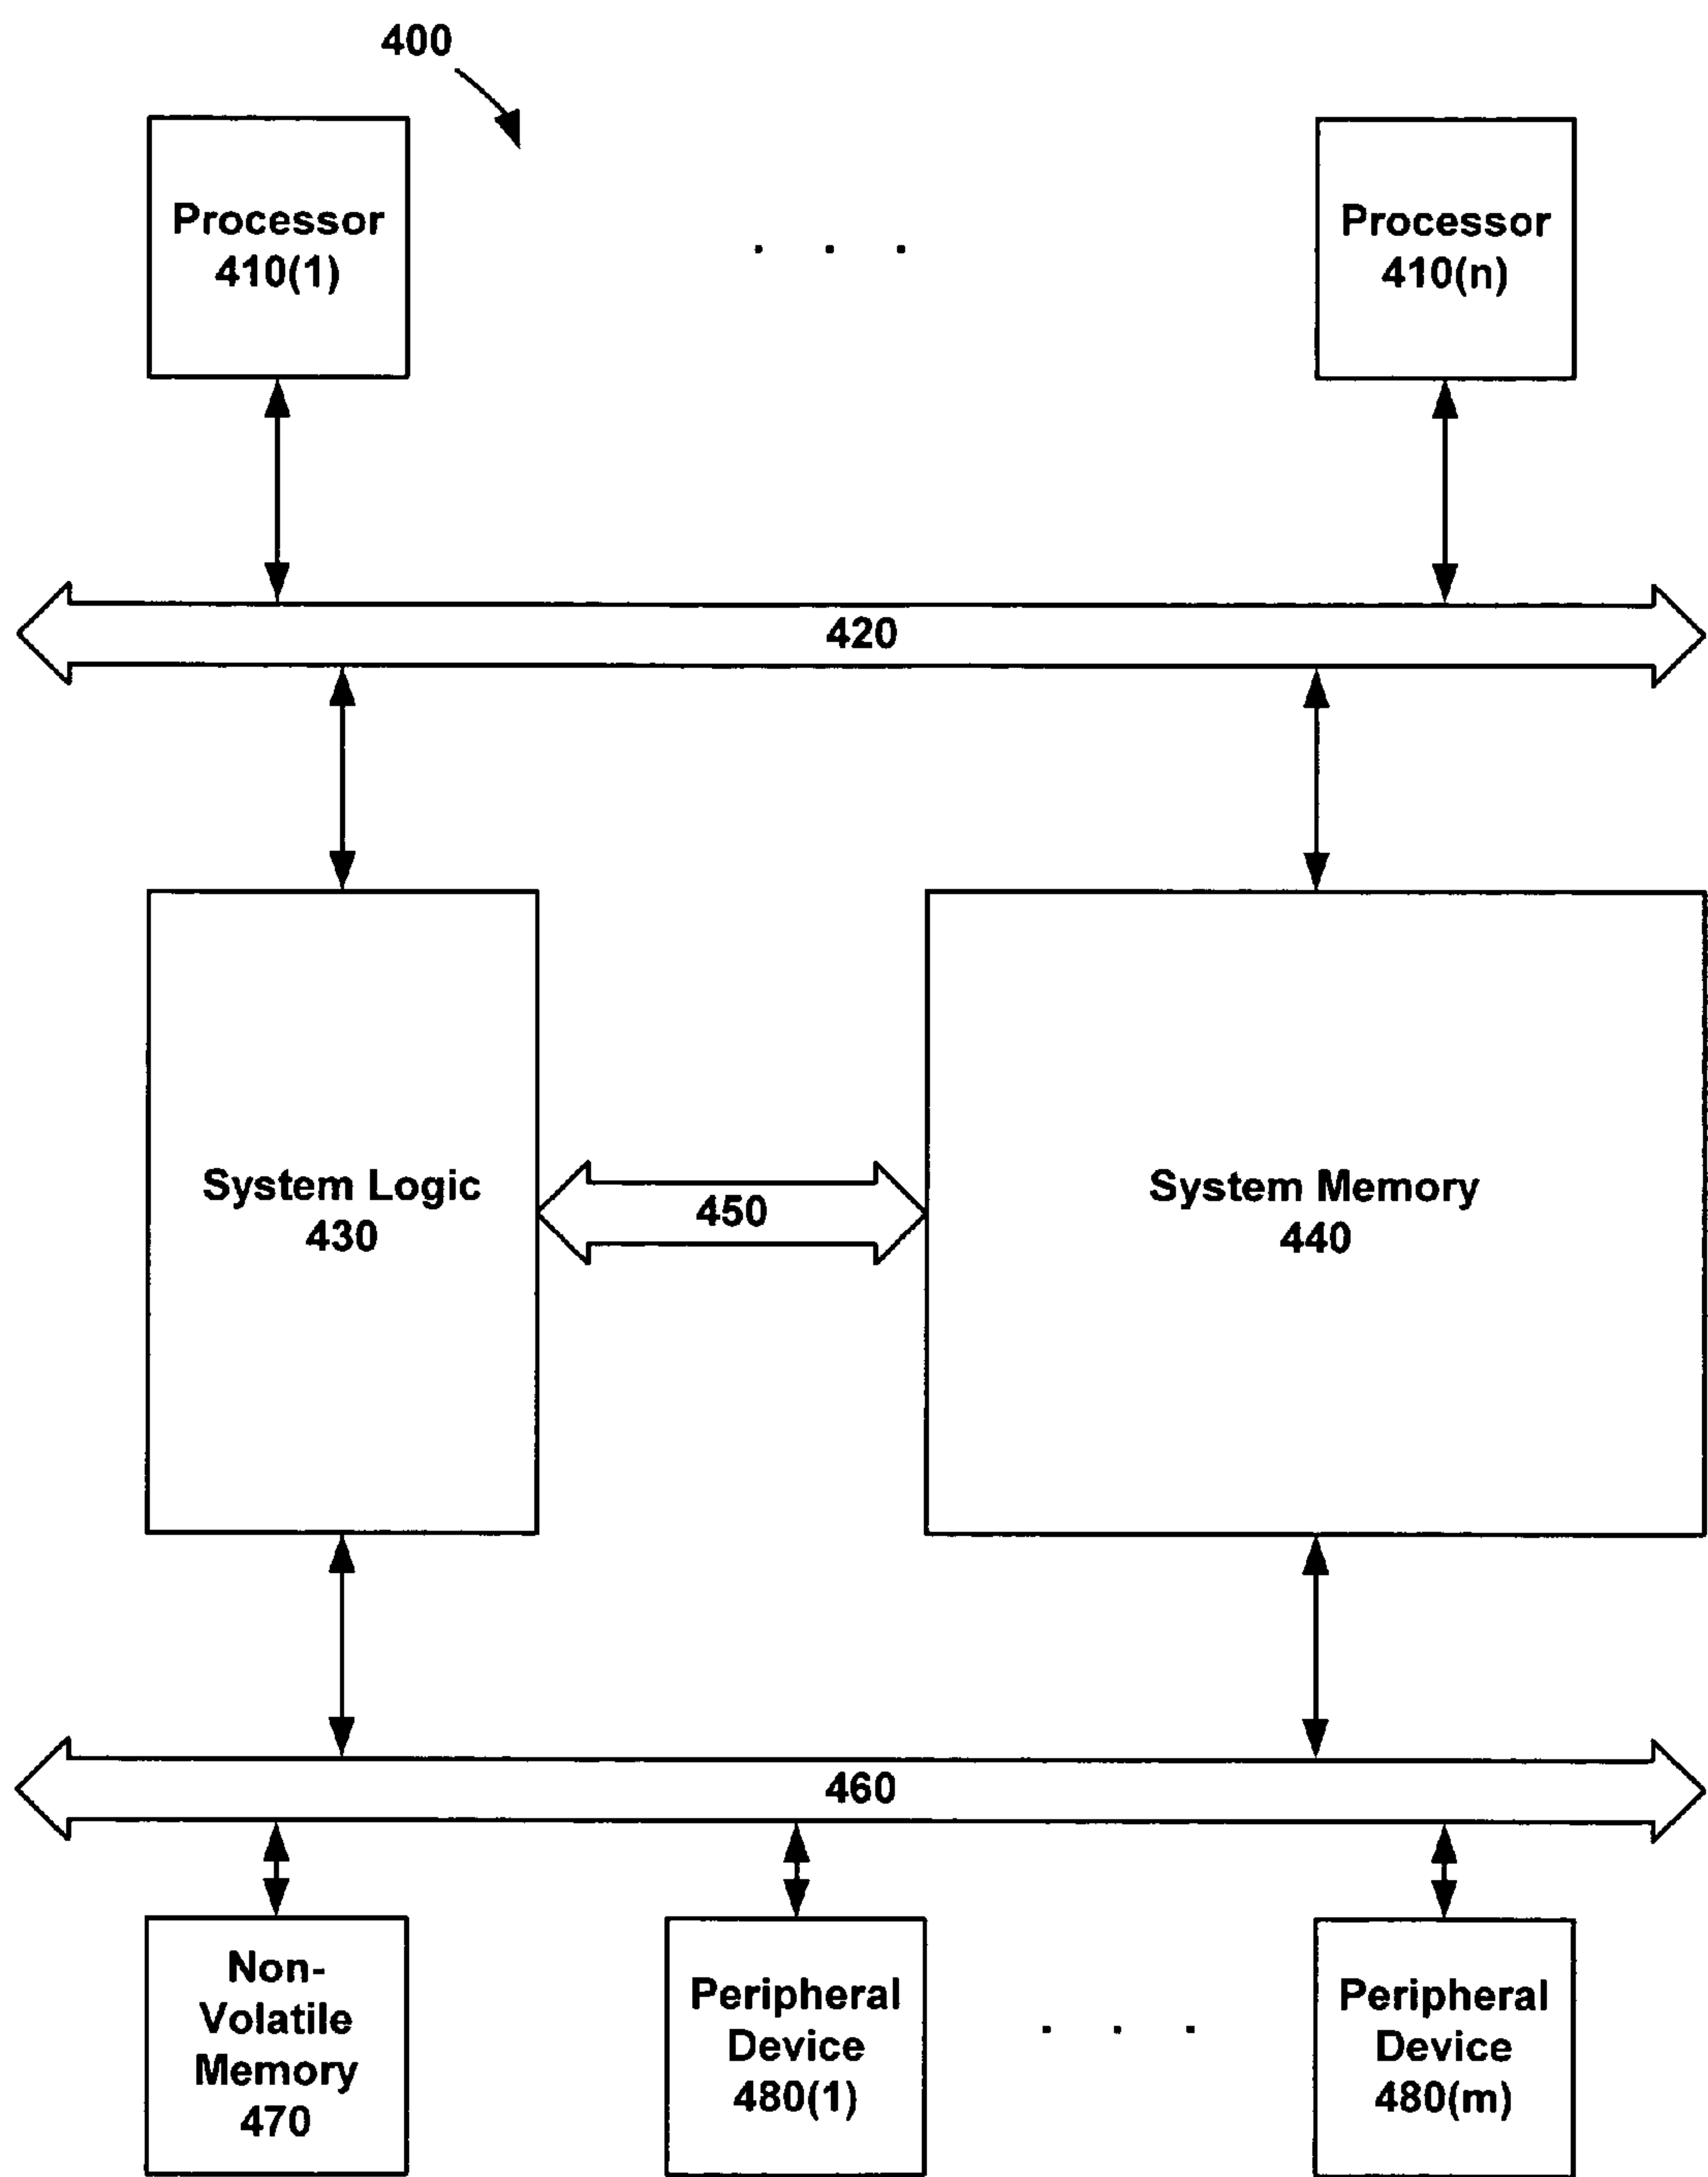 400
Processor
410(1)
. . .
Processor
410(n)
420
System Logic
430
450
System Memory
440
460
Non-
Volatile
Memory
470
Peripheral
Device
480(1)
. . .
Peripheral
Device
480(m)